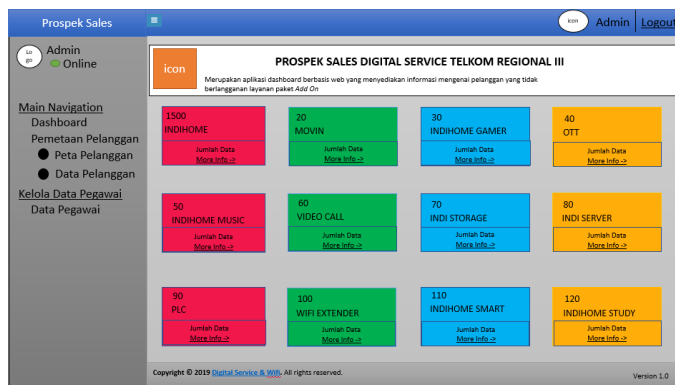 Prospek Sales
icon
Admin
Logout
Lo
go
Admin
Online
Main Navigation
Dashboard
Pemetaan Pelanggan
Peta Pelanggan
Data Pelanggan
Kelola Data Pegawai
Data Pegawai
icon
PROSPEK SALES DIGITAL SERVICE TELKOM REGIONAL III
Merupakan aplikasi dashboard berbasis web yang menyediakan informasi mengenai pelanggan yang tidak
berlangganan layanan paket Add On
1500
INDIHOME
Jumlah Data
More Info ->
20
MOVIN
Jumlah Data
More Info ->
30
INDIHOME GAMER
Jumlah Data
More Info ->
40
OTT
Jumlah Data
More Info ->
50
INDIHOME MUSIC
Jumlah Data
More Info ->
60
VIDEO CALL
Jumlah Data
More Info ->
70
INDI STORAGE
Jumlah Data
More Info ->
80
INDI SERVER
Jumlah Data
More Info ->
90
PLC
Jumlah Data
More Info ->
100
WIFI EXTENDER
Jumlah Data
More Info ->
110
INDIHOME SMART
Jumlah Data
More Info ->
120
INDIHOME STUDY
Jumlah Data
More Info ->
Copyright © 2019 Digital Service & Wifi. All rights reserved.
Version 1.0